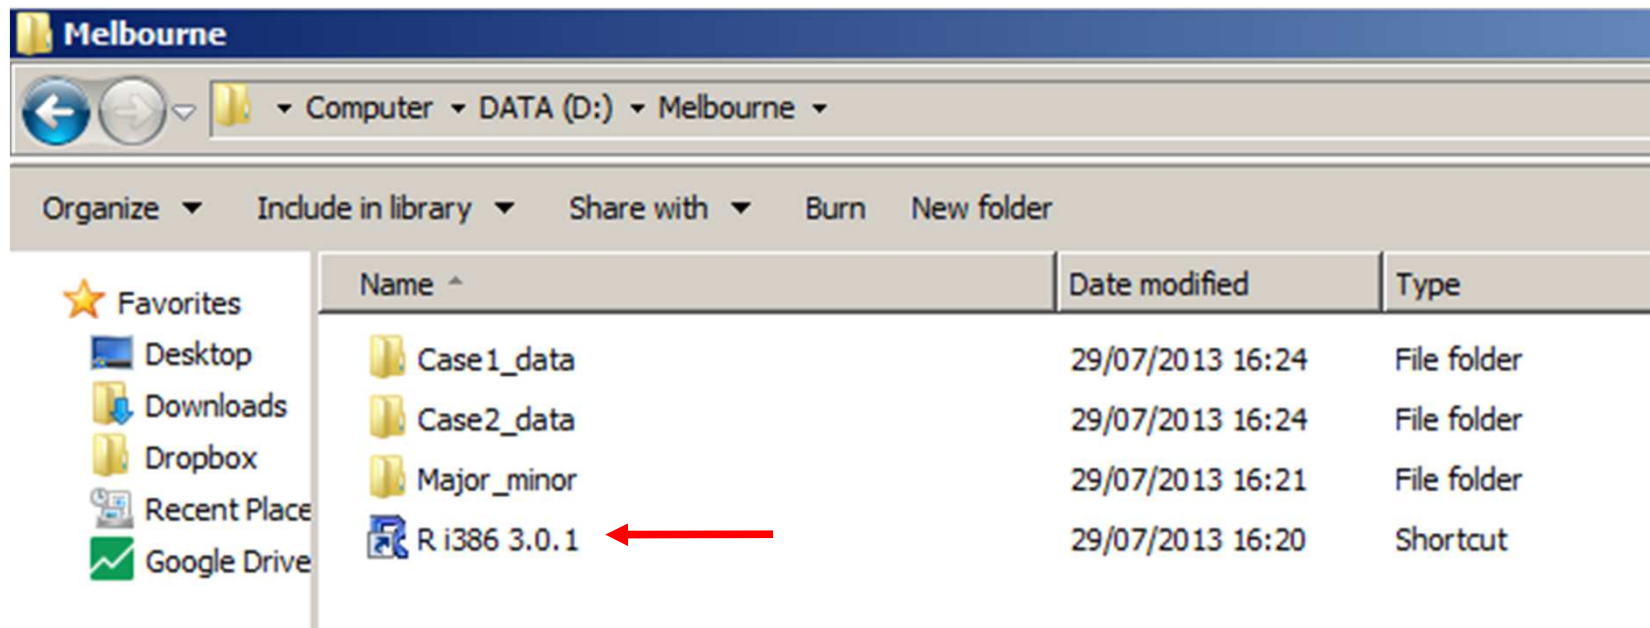 Melbourne
Computer DATA (D:) Melbourne
Organize Include in library Share with Burn New folder
Name Date modified Type
Favorites
Desktop
Downloads
Dropbox
Recent Place
Google Drive
Case1_data 29/07/2013 16:24 File folder
Case2_data 29/07/2013 16:24 File folder
Major_minor 29/07/2013 16:21 File folder
R i386 3.0.1 29/07/2013 16:20 Shortcut